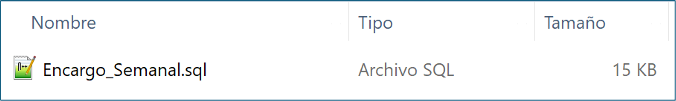 Nombre Tipo Tamaño
Encargo_Semanal.sql Archivo SQL 15 KB